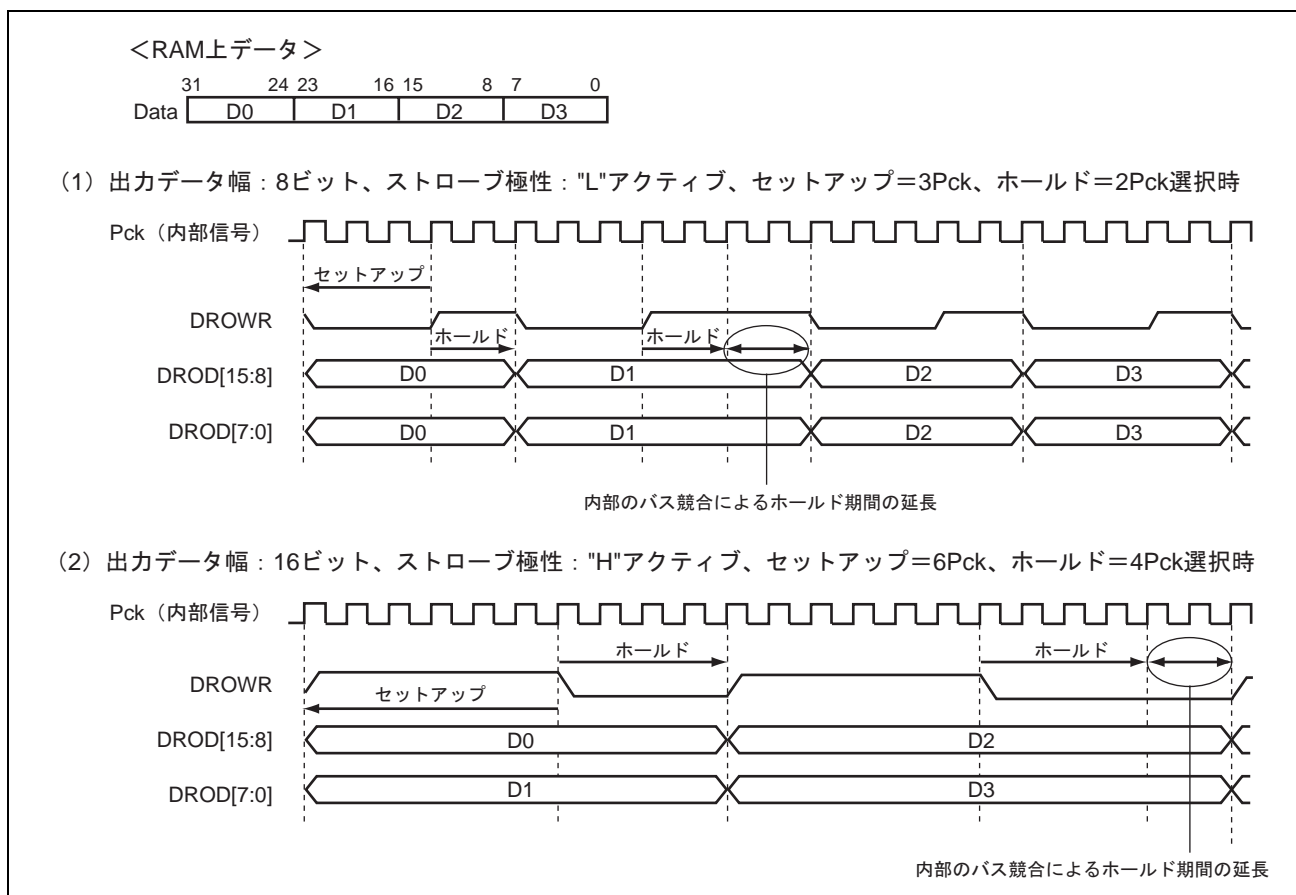 ＜RAM上データ＞
31 24 23 16 15 8 7 0
Data D0 D1 D2 D3
（1）出力データ幅：8ビット、ストローブ極性："L"アクティブ、セットアップ＝3Pck、ホールド＝2Pck選択時
Pck（内部信号）
セットアップ
DROWR
ホールド ホールド
DROD[15:8] D0 D1 D2 D3
DROD[7:0] D0 D1 D2 D3
内部のバス競合によるホールド期間の延長
（2）出力データ幅：16ビット、ストローブ極性："H"アクティブ、セットアップ＝6Pck、ホールド＝4Pck選択時
Pck（内部信号）
ホールド ホールド
DROWR
セットアップ
DROD[15:8] D0 D2
DROD[7:0] D1 D3
内部のバス競合によるホールド期間の延長